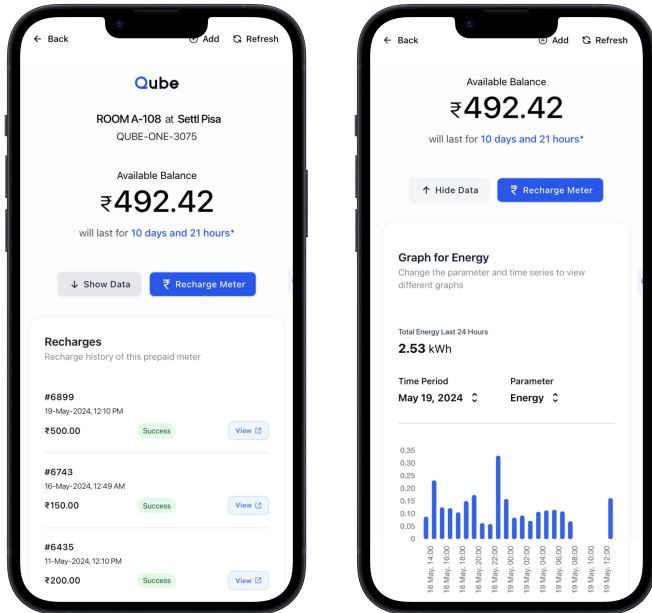 Back
Add
Refresh
Qube
ROOM A-108 at Settl Pisa
QUBE-ONE-3075
Available Balance
₹492.42
will last for 10 days and 21 hours*
Show Data
₹ Recharge Meter
Recharges
Recharge history of this prepaid meter
#6899
19-May-2024, 12:10 PM
₹500.00 Success View
#6743
16-May-2024, 12:49 AM
₹150.00 Success View
#6435
11-May-2024, 12:10 PM
₹200.00 Success View
Back
Add
Refresh
Available Balance
₹492.42
will last for 10 days and 21 hours*
Hide Data
₹ Recharge Meter
Graph for Energy
Change the parameter and time series to view
different graphs
Total Energy Last 24 Hours
2.53 kWh
Time Period Parameter
May 19, 2024 Energy
0.35
0.30
0.25
0.20
0.15
0.10
0.05
0
18 May, 14:00
18 May, 16:00
18 May, 18:00
18 May, 20:00
18 May, 22:00
19 May, 00:00
19 May, 02:00
19 May, 04:00
19 May, 06:00
19 May, 08:00
19 May, 10:00
19 May, 12:00